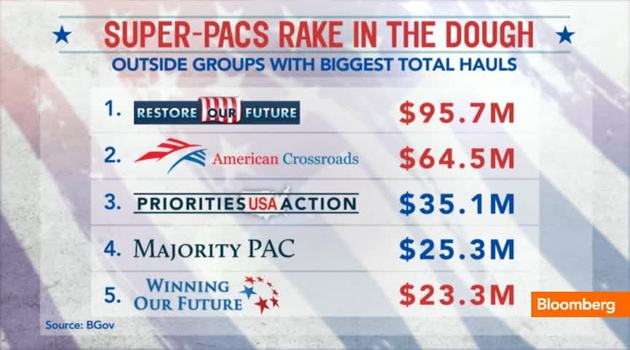 SUPER-PACS RAKE IN THE DOUGH
OUTSIDE GROUPS WITH BIGGEST TOTAL HAULS
1. RESTORE OUR FUTURE $95.7M
2. American Crossroads $64.5M
3. PRIORITIES USA ACTION $35.1M
4. MAJORITY PAC $25.3M
5. WINNING OUR FUTURE $23.3M
Bloomberg
Source: BGov